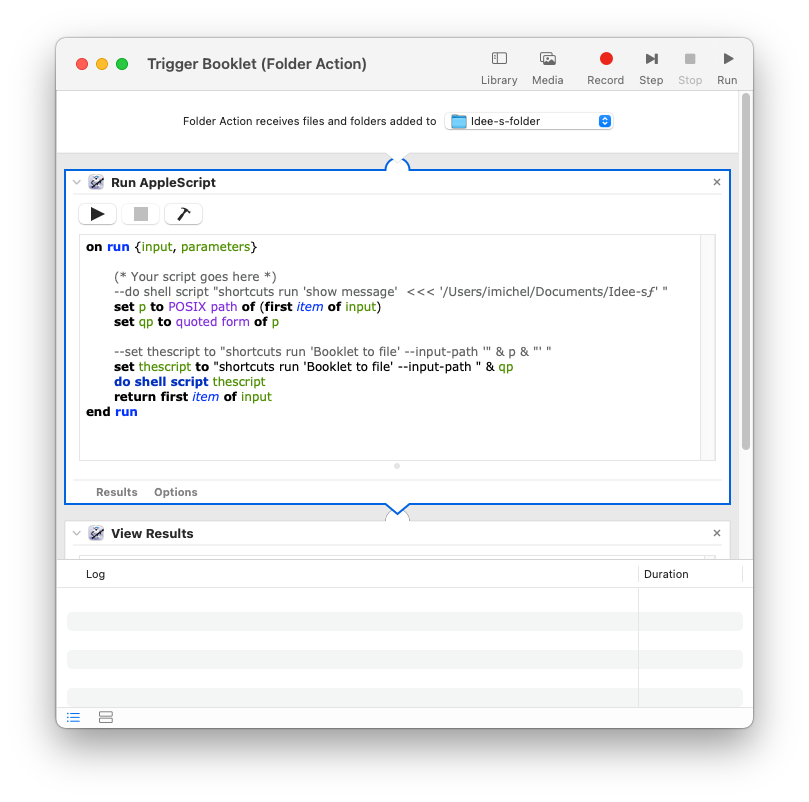 Trigger Booklet (Folder Action)
Library Media Record Step Stop Run
Folder Action receives files and folders added to Idee-s-folder
Run AppleScript
on run {input, parameters}
(* Your script goes here *)
--do shell script "shortcuts run 'show message'  <<< '/Users/imichel/Documents/Idee-sƒ' "
set p to POSIX path of (first item of input)
set qp to quoted form of p
--set thescript to "shortcuts run 'Booklet to file' --input-path '" & p & "' "
set thescript to "shortcuts run 'Booklet to file' --input-path " & qp
do shell script thescript
return first item of input
end run
Results Options
View Results
Log Duration